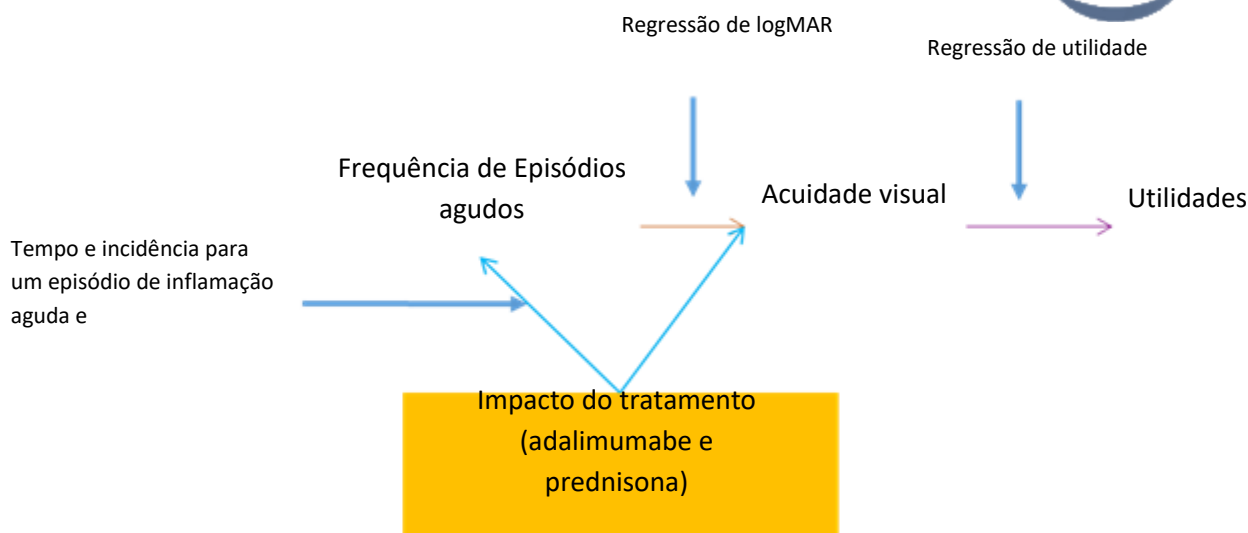 Regressão de logMAR
Regressão de utilidade
Frequência de Episódios
agudos
Acuidade visual
Utilidades
Tempo e incidência para
um episódio de inflamação
aguda e
Impacto do tratamento
(adalimumabe e
prednisona)